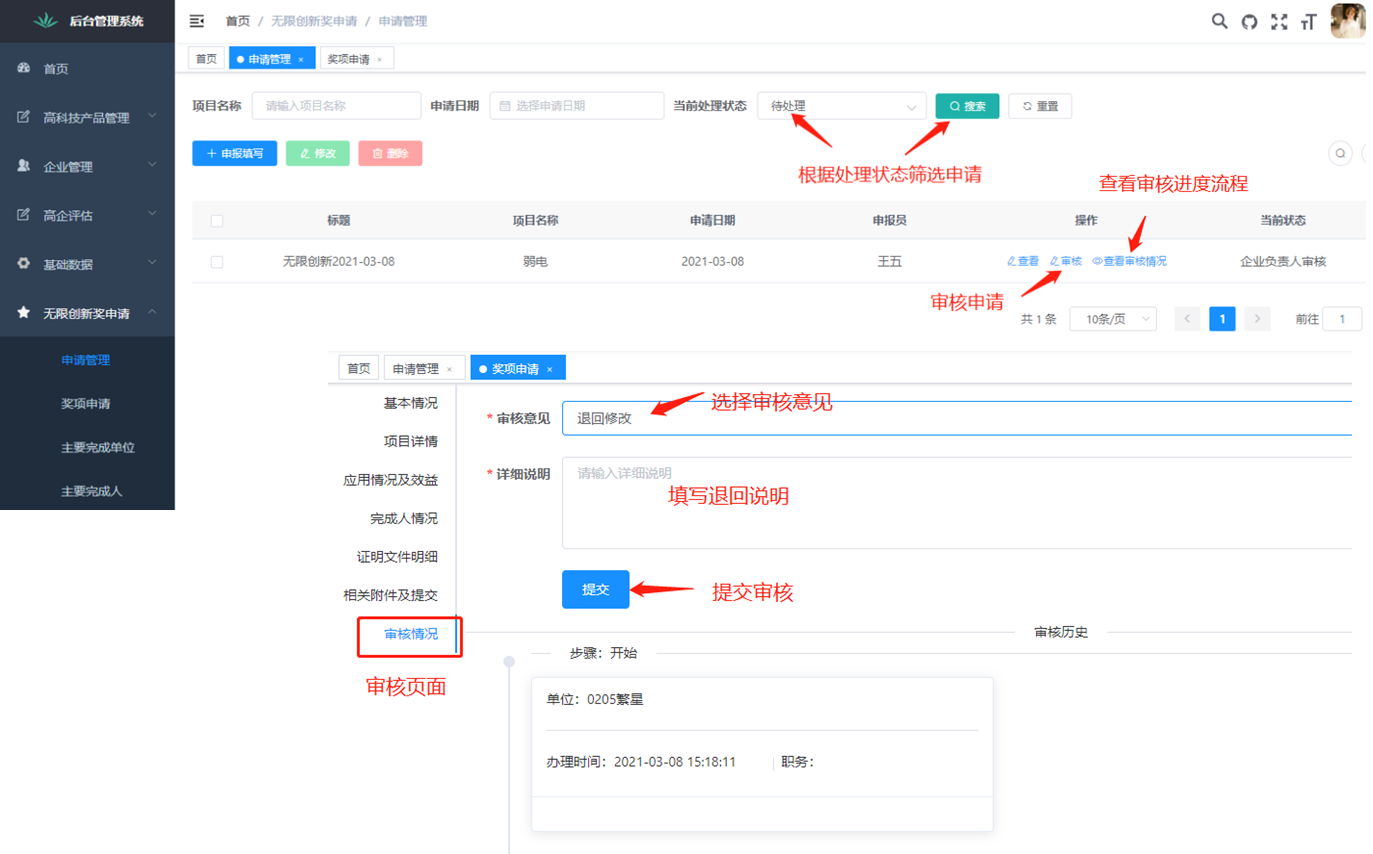 后台管理系统
首页 / 无限创新奖申请 / 申请管理
首页
申请管理 ×
奖项申请 ×
首页
高科技产品管理
企业管理
高企评估
基础数据
无限创新奖申请
申请管理
奖项申请
主要完成单位
主要完成人
项目名称 请输入项目名称 申请日期 选择申请日期 当前处理状态 待处理 搜索 重置
+ 申报填写 修改 删除
根据处理状态筛选申请
查看审核进度流程
标题 项目名称 申请日期 申报员 操作 当前状态
无限创新2021-03-08 弱电 2021-03-08 王五 查看 审核 查看审核情况 企业负责人审核
审核申请
共 1 条 10条/页 < 1 > 前往 1
首页 申请管理 × 奖项申请 ×
基本情况
项目详情
应用情况及效益
完成人情况
证明文件明细
相关附件及提交
审核情况
审核页面
* 审核意见 退回修改
选择审核意见
* 详细说明 请输入详细说明
填写退回说明
提交
提交审核
审核历史
步骤：开始
单位：0205繁星
办理时间：2021-03-08 15:18:11 职务：